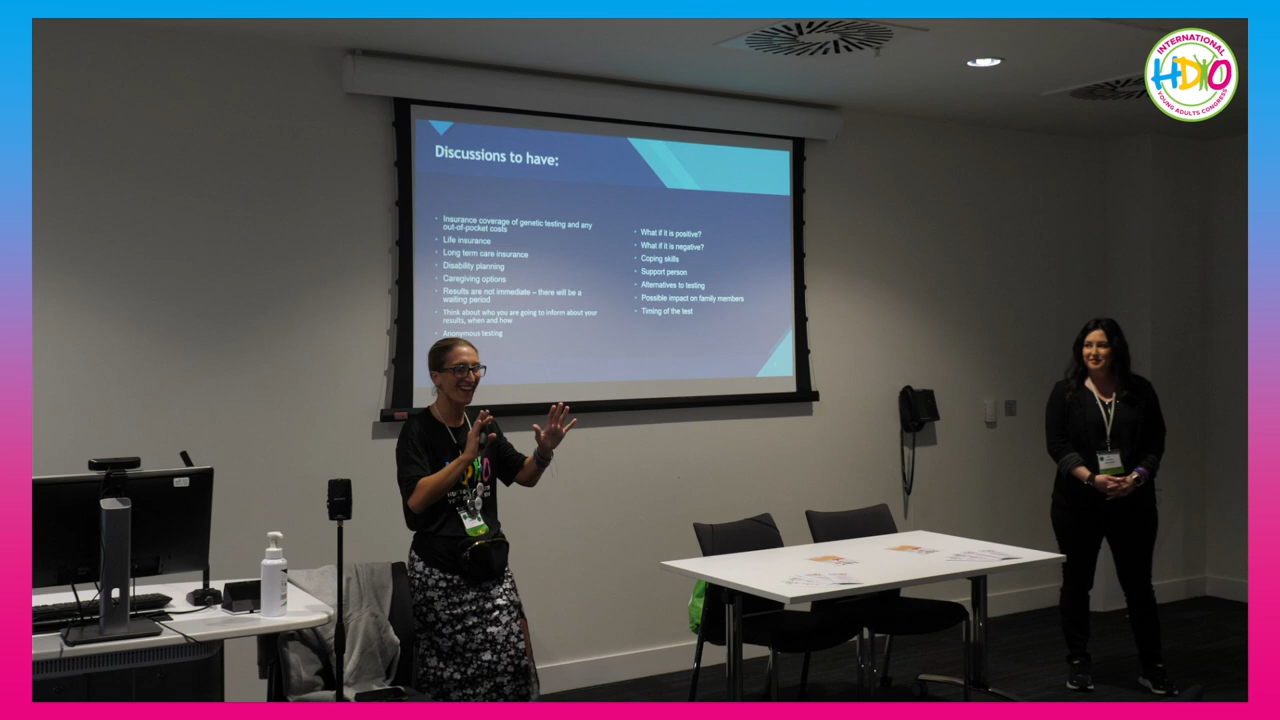 INTERNATIONAL
HDYO
YOUNG ADULTS CONGRESS
Discussions to have:
• Insurance coverage of genetic testing and any
out-of-pocket costs
• Life insurance
• Long term care insurance
• Disability planning
• Caregiving options
• Results are not immediate – there will be a
waiting period
• Think about who you are going to inform about your
results, when and how
• Anonymous testing
• What if it is positive?
• What if it is negative?
• Coping skills
• Support person
• Alternatives to testing
• Possible impact on family members
• Timing of the test